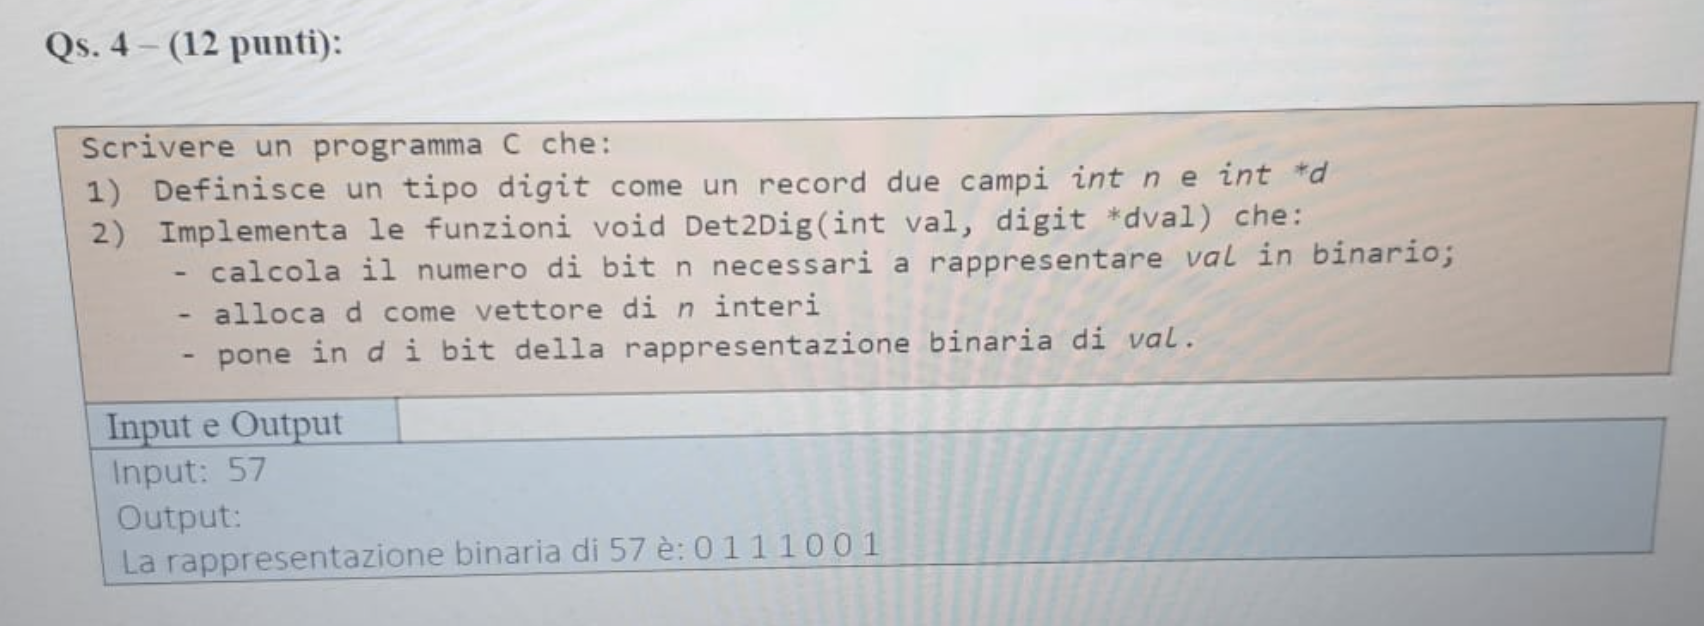 Qs. 4 – (12 punti):
Scrivere un programma C che:
1) Definisce un tipo digit come un record due campi int n e int *d
2) Implementa le funzioni void Det2Dig(int val, digit *dval) che:
- calcola il numero di bit n necessari a rappresentare val in binario;
- alloca d come vettore di n interi
- pone in d i bit della rappresentazione binaria di val.
Input e Output
Input: 57
Output:
La rappresentazione binaria di 57 è: 0 1 1 1 0 0 1